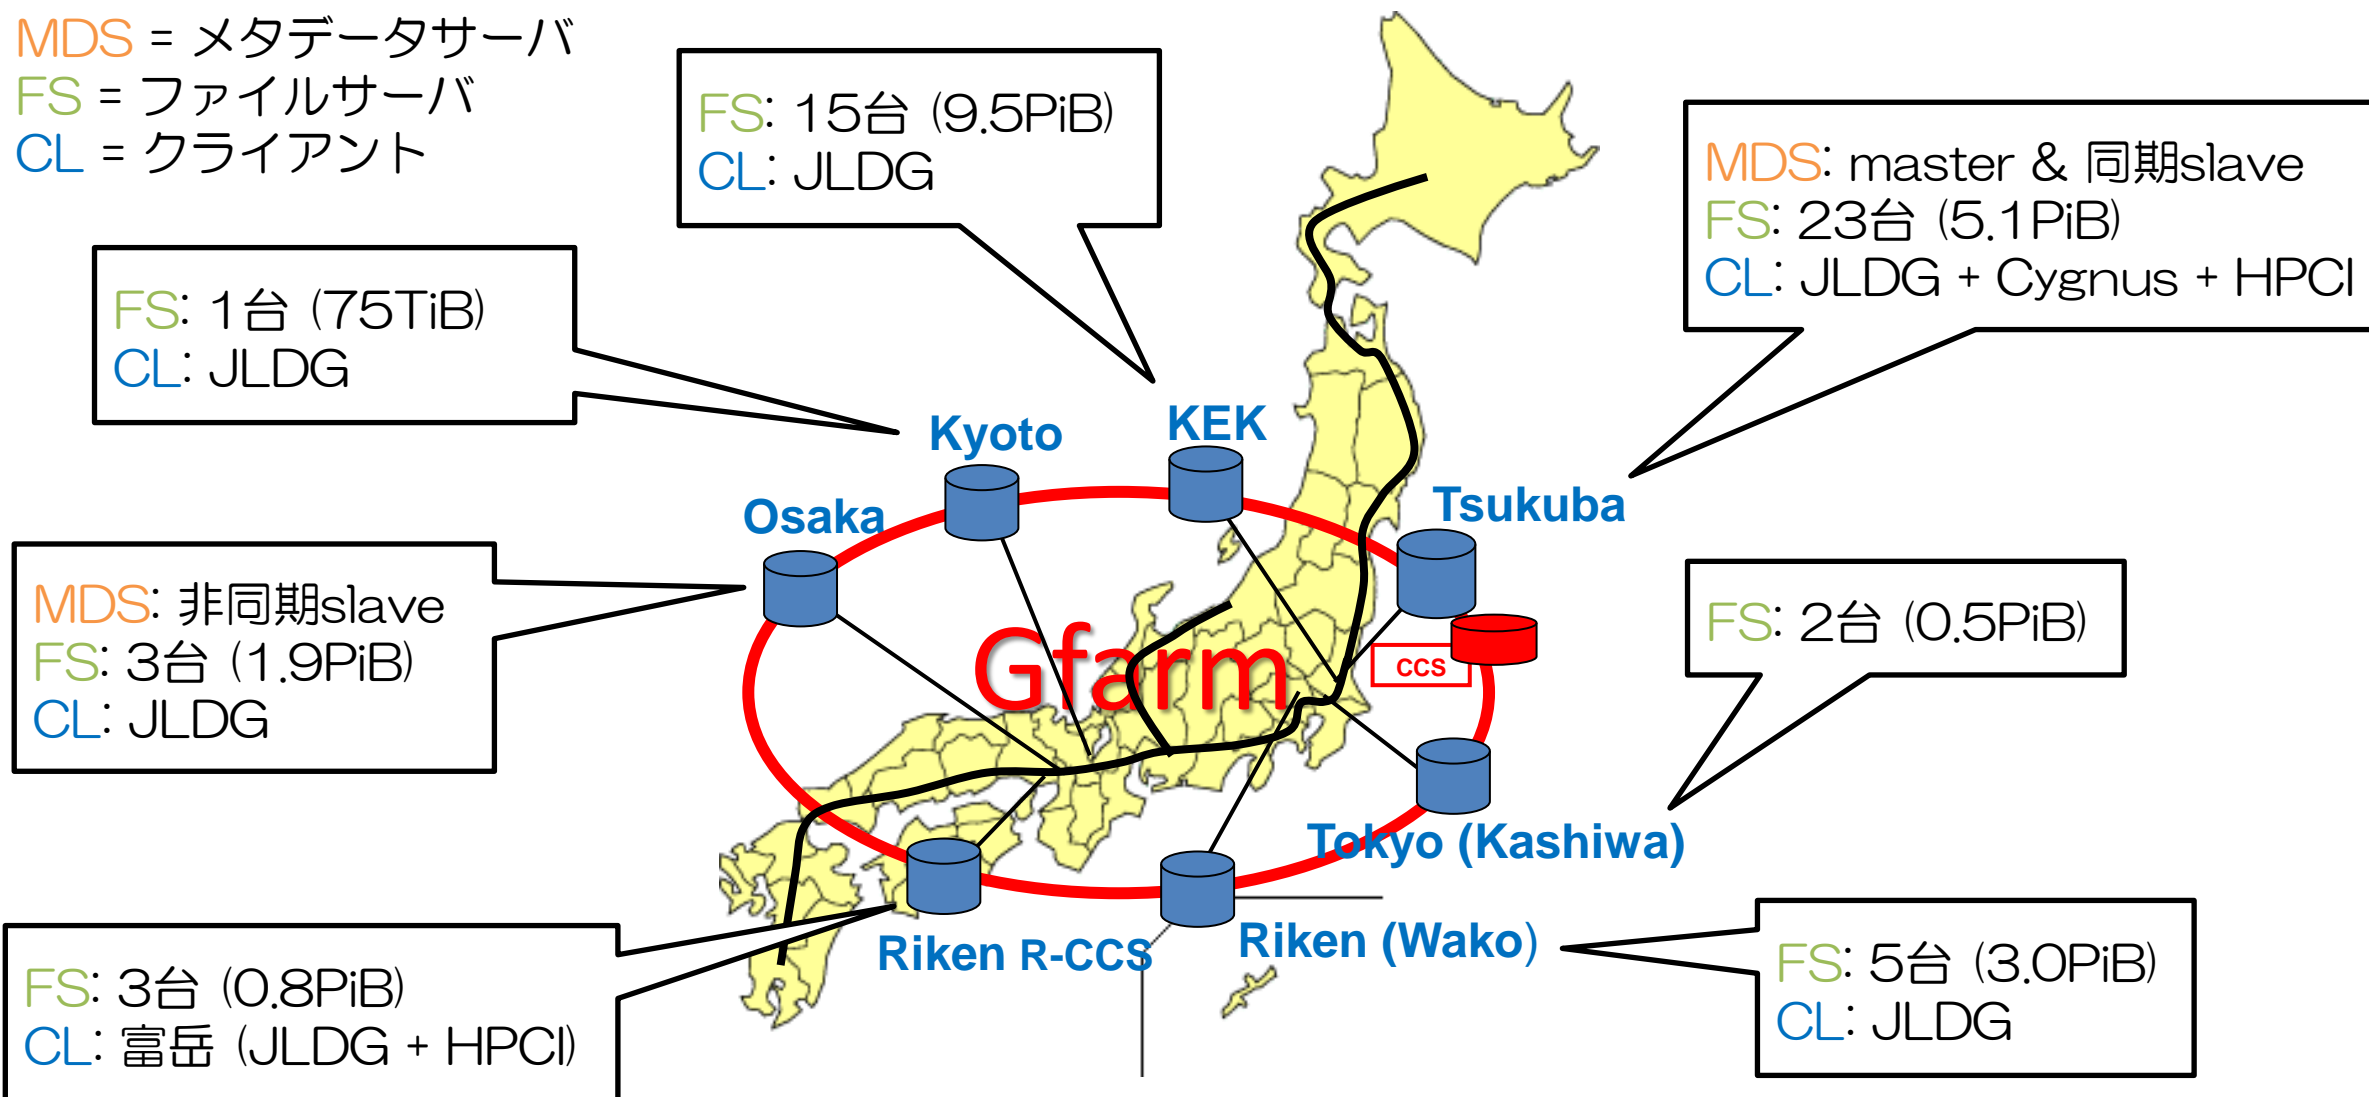 MDS = メタデータサーバ
FS = ファイルサーバ
CL = クライアント
FS: 15台 (9.5PiB)
CL: JLDG
MDS: master & 同期slave
FS: 23台 (5.1PiB)
CL: JLDG + Cygnus + HPCI
FS: 1台 (75TiB)
CL: JLDG
Kyoto
KEK
Tsukuba
Osaka
MDS: 非同期slave
FS: 3台 (1.9PiB)
CL: JLDG
Gfarm
CCS
FS: 2台 (0.5PiB)
Tokyo (Kashiwa)
Riken R-CCS
Riken (Wako)
FS: 3台 (0.8PiB)
CL: 富岳 (JLDG + HPCI)
FS: 5台 (3.0PiB)
CL: JLDG